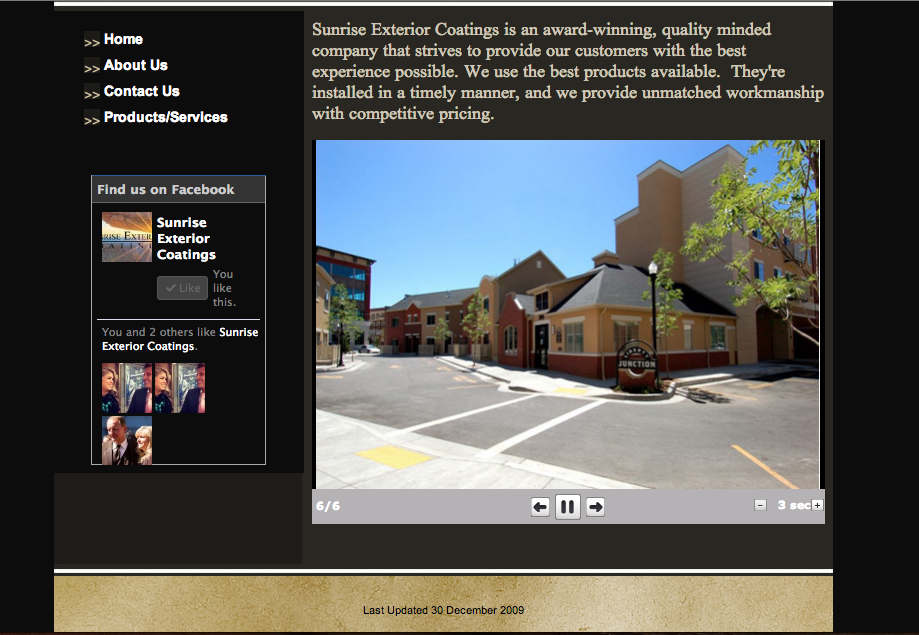 >> Home
>> About Us
>> Contact Us
>> Products/Services
Find us on Facebook
Sunrise
Exterior
Coatings
Like
You
like
this.
You and 2 others like Sunrise
Exterior Coatings.
Sunrise Exterior Coatings is an award-winning, quality minded
company that strives to provide our customers with the best
experience possible. We use the best products available.  They're
installed in a timely manner, and we provide unmatched workmanship
with competitive pricing.
JUNCTION
6/6
3 sec
Last Updated 30 December 2009